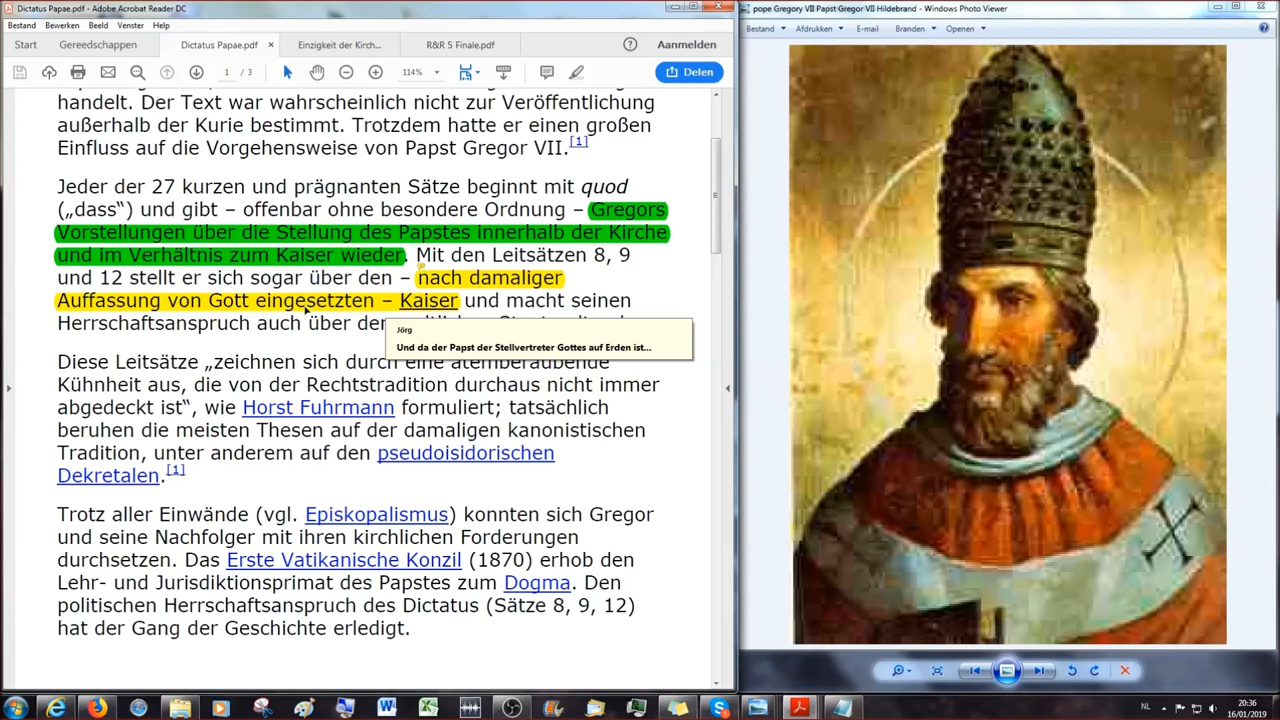 Dictatus Papae.pdf - Adobe Acrobat Reader DC
Bestand Bewerken Beeld Venster Help
Start Gereedschappen Dictatus Papae.pdf × Einzigkeit der Kirch... R&R 5 Finale.pdf ? Aanmelden
1 / 3 114% Delen
handelt. Der Text war wahrscheinlich nicht zur Veröffentlichung
außerhalb der Kurie bestimmt. Trotzdem hatte er einen großen
Einfluss auf die Vorgehensweise von Papst Gregor VII.[1]
Jeder der 27 kurzen und prägnanten Sätze beginnt mit quod
(„dass“) und gibt – offenbar ohne besondere Ordnung – Gregors
Vorstellungen über die Stellung des Papstes innerhalb der Kirche
und im Verhältnis zum Kaiser wieder. Mit den Leitsätzen 8, 9
und 12 stellt er sich sogar über den – nach damaliger
Auffassung von Gott eingesetzten – Kaiser und macht seinen
Herrschaftsanspruch auch über
Jörg
Und da der Papst der Stellvertreter Gottes auf Erden ist...
Diese Leitsätze „zeichnen sich durch eine atemberaubende
Kühnheit aus, die von der Rechtstradition durchaus nicht immer
abgedeckt ist“, wie Horst Fuhrmann formuliert; tatsächlich
beruhen die meisten Thesen auf der damaligen kanonistischen
Tradition, unter anderem auf den pseudoisidorischen
Dekretalen.[1]
Trotz aller Einwände (vgl. Episkopalismus) konnten sich Gregor
und seine Nachfolger mit ihren kirchlichen Forderungen
durchsetzen. Das Erste Vatikanische Konzil (1870) erhob den
Lehr- und Jurisdiktionsprimat des Papstes zum Dogma. Den
politischen Herrschaftsanspruch des Dictatus (Sätze 8, 9, 12)
hat der Gang der Geschichte erledigt.
pope Gregory VII Papst Gregor VII Hildebrand - Windows Photo Viewer
Bestand Afdrukken E-mail Branden Openen
NL 20:36
16/01/2019